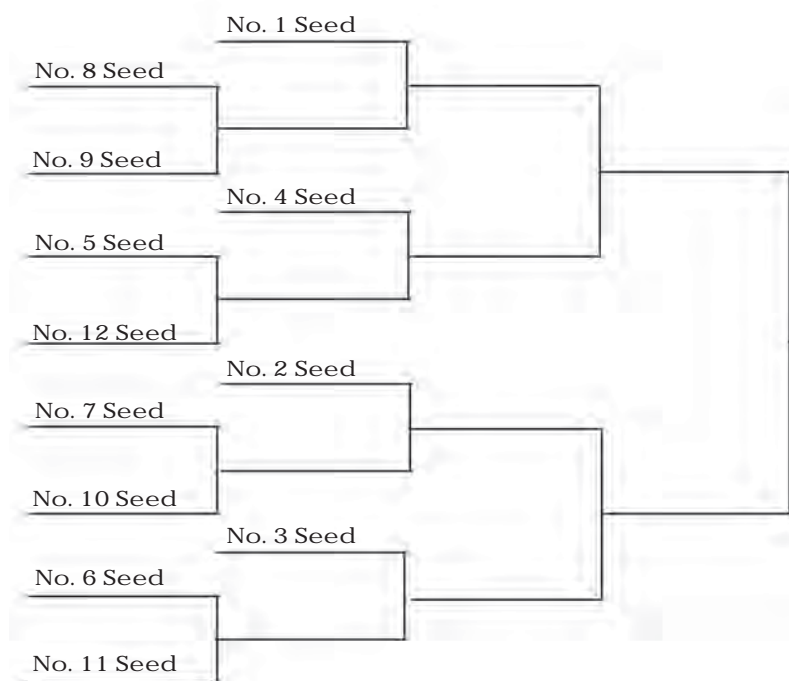 No. 1 Seed
No. 8 Seed
No. 9 Seed
No. 4 Seed
No. 5 Seed
No. 12 Seed
No. 2 Seed
No. 7 Seed
No. 10 Seed
No. 3 Seed
No. 6 Seed
No. 11 Seed